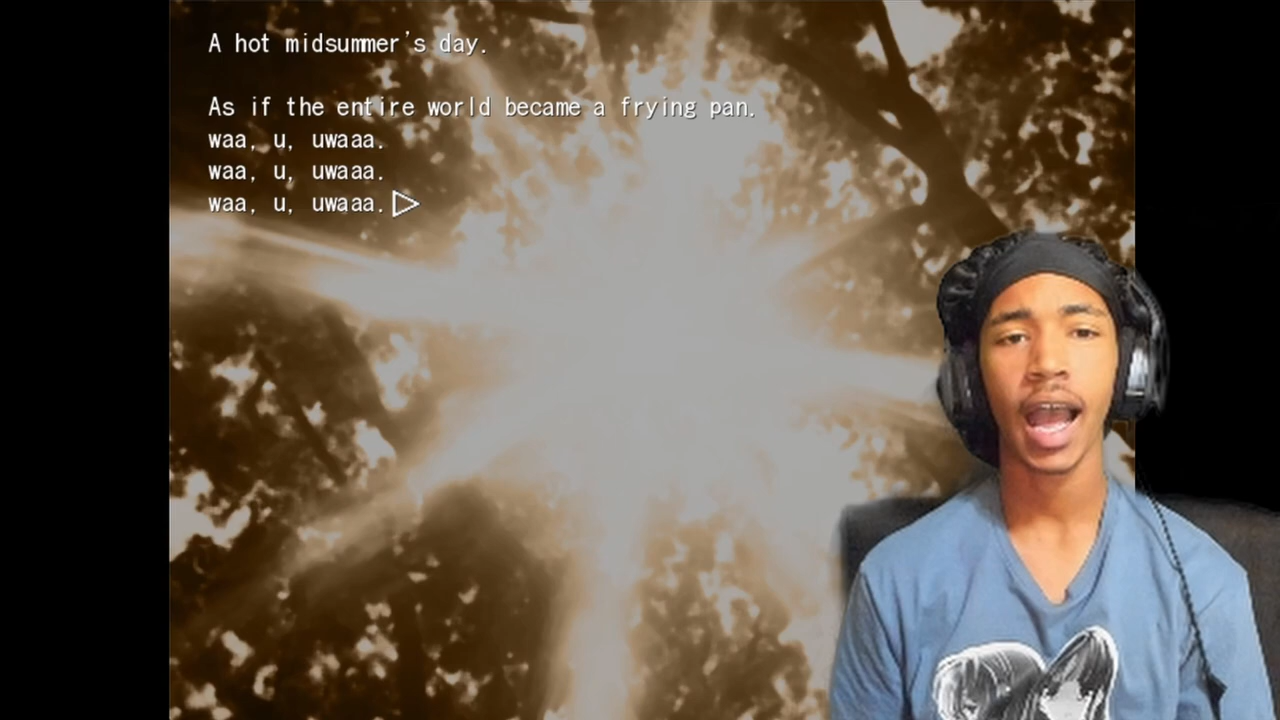 A hot midsummer's day.
As if the entire world became a frying pan.
waa, u, uwaaa.
waa, u, uwaaa.
waa, u, uwaaa.